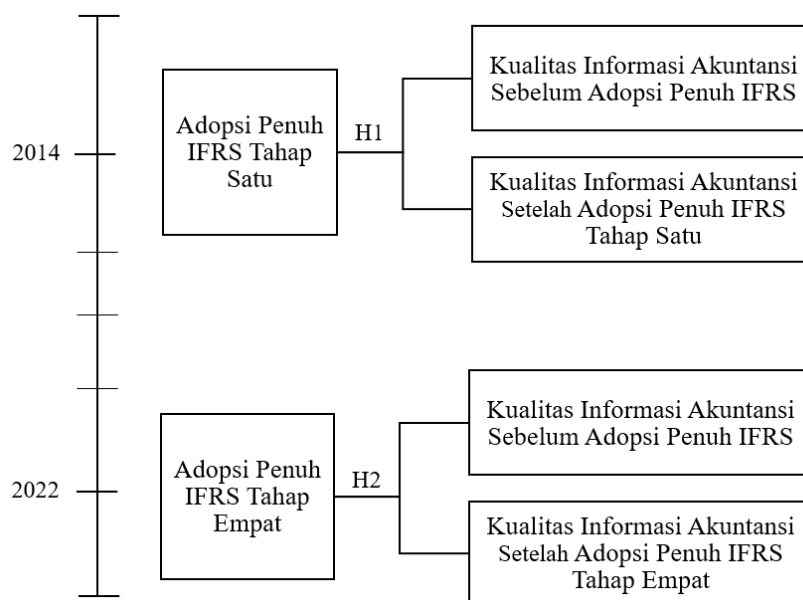 2014
Adopsi Penuh
IFRS Tahap
Satu
H1
Kualitas Informasi Akuntansi
Sebelum Adopsi Penuh IFRS
Kualitas Informasi Akuntansi
Setelah Adopsi Penuh IFRS
Tahap Satu
2022
Adopsi Penuh
IFRS Tahap
Empat
H2
Kualitas Informasi Akuntansi
Sebelum Adopsi Penuh IFRS
Kualitas Informasi Akuntansi
Setelah Adopsi Penuh IFRS
Tahap Empat